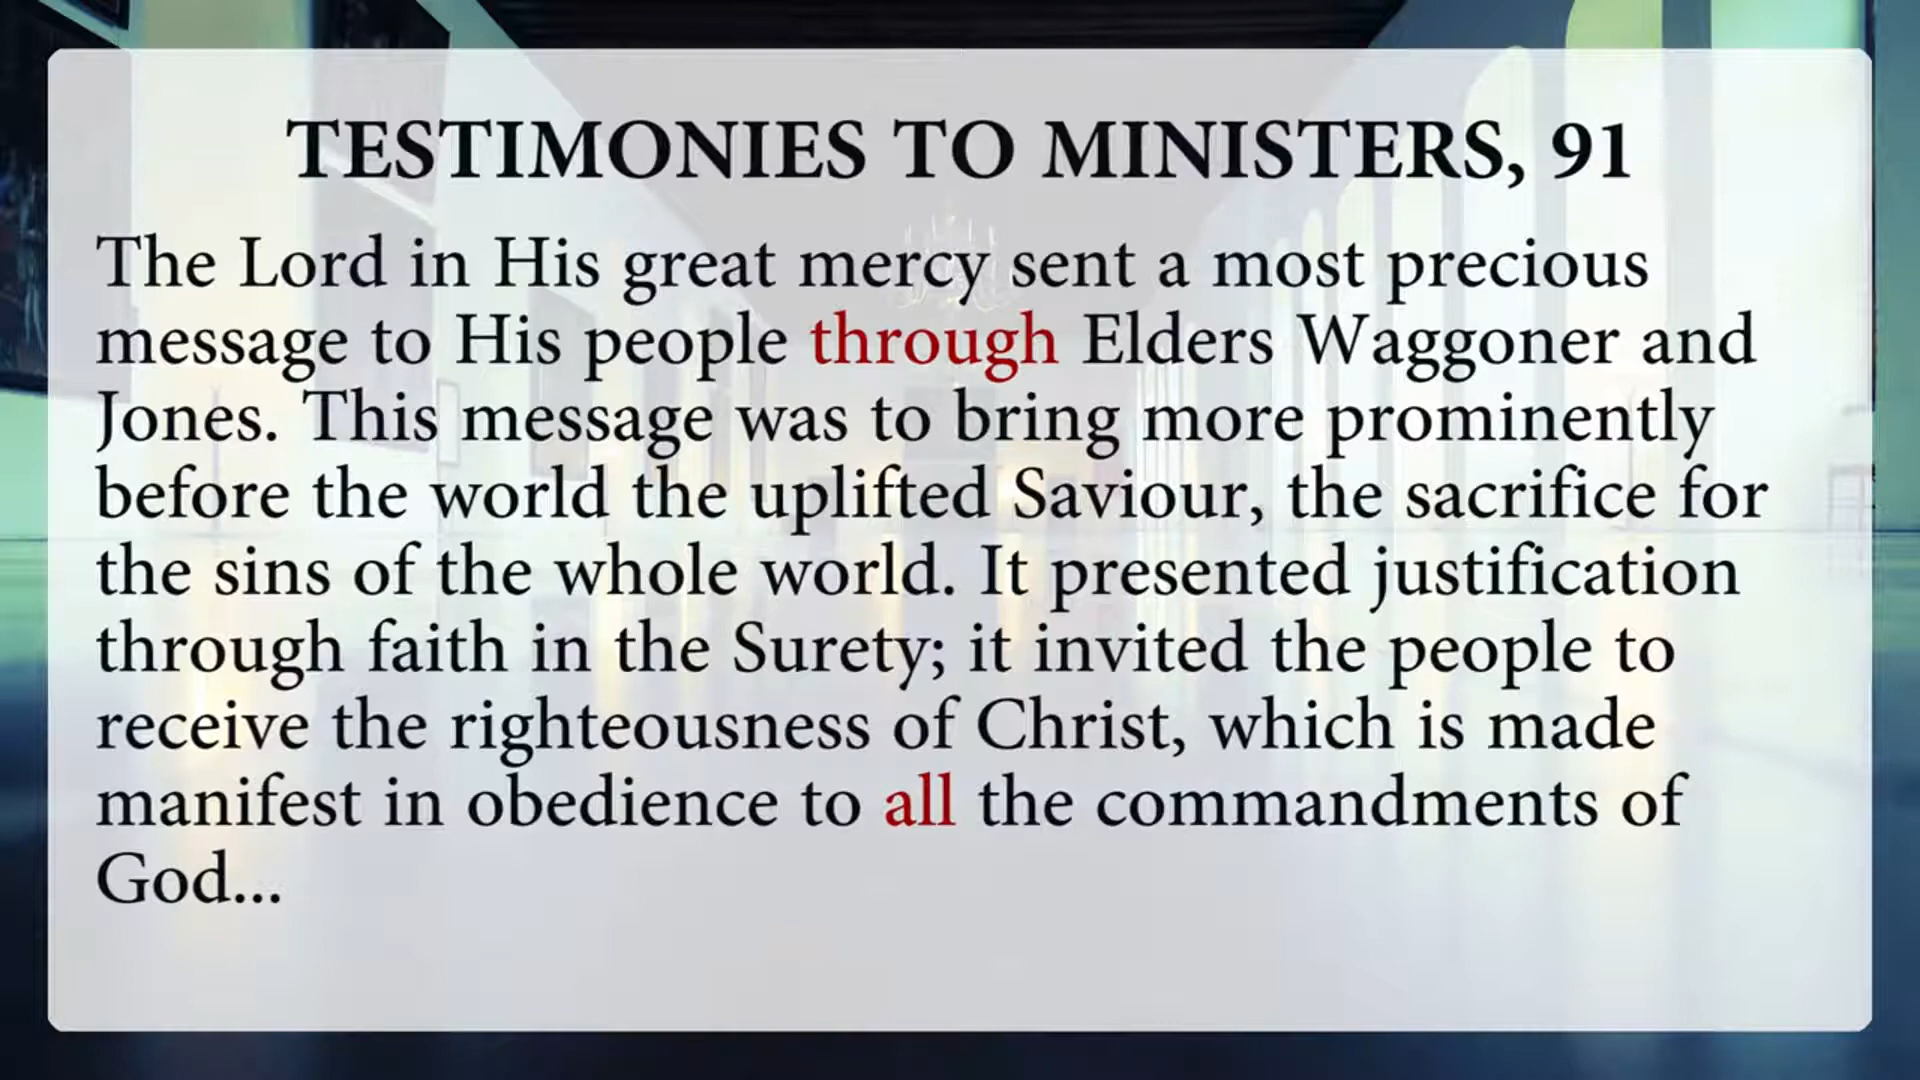 TESTIMONIES TO MINISTERS, 91
The Lord in His great mercy sent a most precious
message to His people through Elders Waggoner and
Jones. This message was to bring more prominently
before the world the uplifted Saviour, the sacrifice for
the sins of the whole world. It presented justification
through faith in the Surety; it invited the people to
receive the righteousness of Christ, which is made
manifest in obedience to all the commandments of
God...